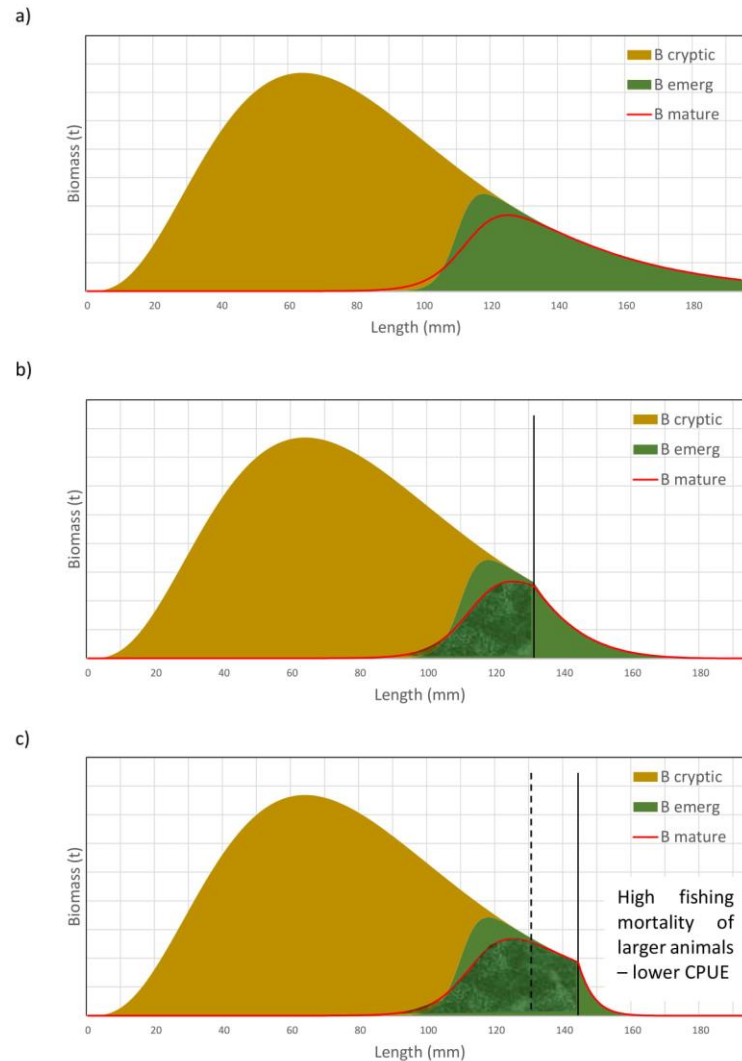 a)
B cryptic
B emerg
B mature
Biomass (t)
0 20 40 60 80 100 120 140 160 180
Length (mm)
b)
B cryptic
B emerg
B mature
Biomass (t)
0 20 40 60 80 100 120 140 160 180
Length (mm)
c)
B cryptic
B emerg
B mature
Biomass (t)
High fishing
mortality of
larger animals
– lower CPUE
0 20 40 60 80 100 120 140 160 180
Length (mm)